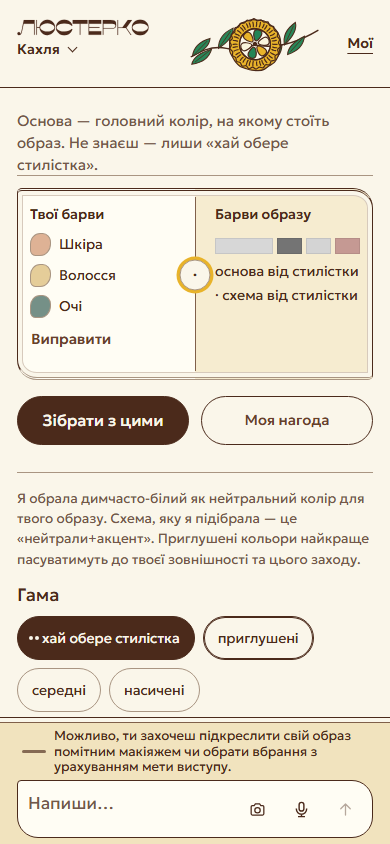 ЛЮСТЕРКО
Кахля
Мої
Основа — головний колір, на якому стоїть
образ. Не знаєш — лиши «хай обере
стилістка».
Твої барви
Шкіра
Волосся
Очі
Виправити
Барви образу
основа від стилістки
· схема від стилістки
Зібрати з цими
Моя нагода
Я обрала димчасто-білий як нейтральний колір для
твого образу. Схема, яку я підібрала — це
«нейтрали+акцент». Приглушені кольори найкраще
пасуватимуть до твоєї зовнішності та цього заходу.
Гама
•• хай обере стилістка
приглушені
середні
насичені
Можливо, ти захочеш підкреслити свій образ
помітним макіяжем чи обрати вбрання з
урахуванням мети виступу.
Напиши...